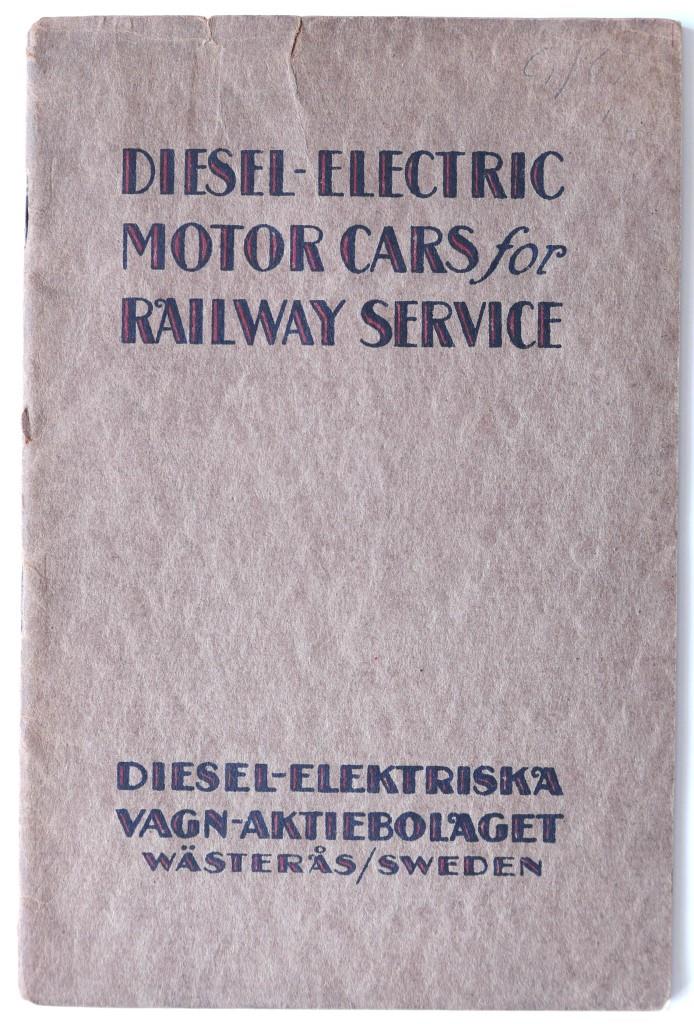 DIESEL-ELECTRIC
MOTOR CARS for
RAILWAY SERVICE
DIESEL-ELEKTRISKA
VAGN-AKTIEBOLAGET
WÄSTERÅS/SWEDEN